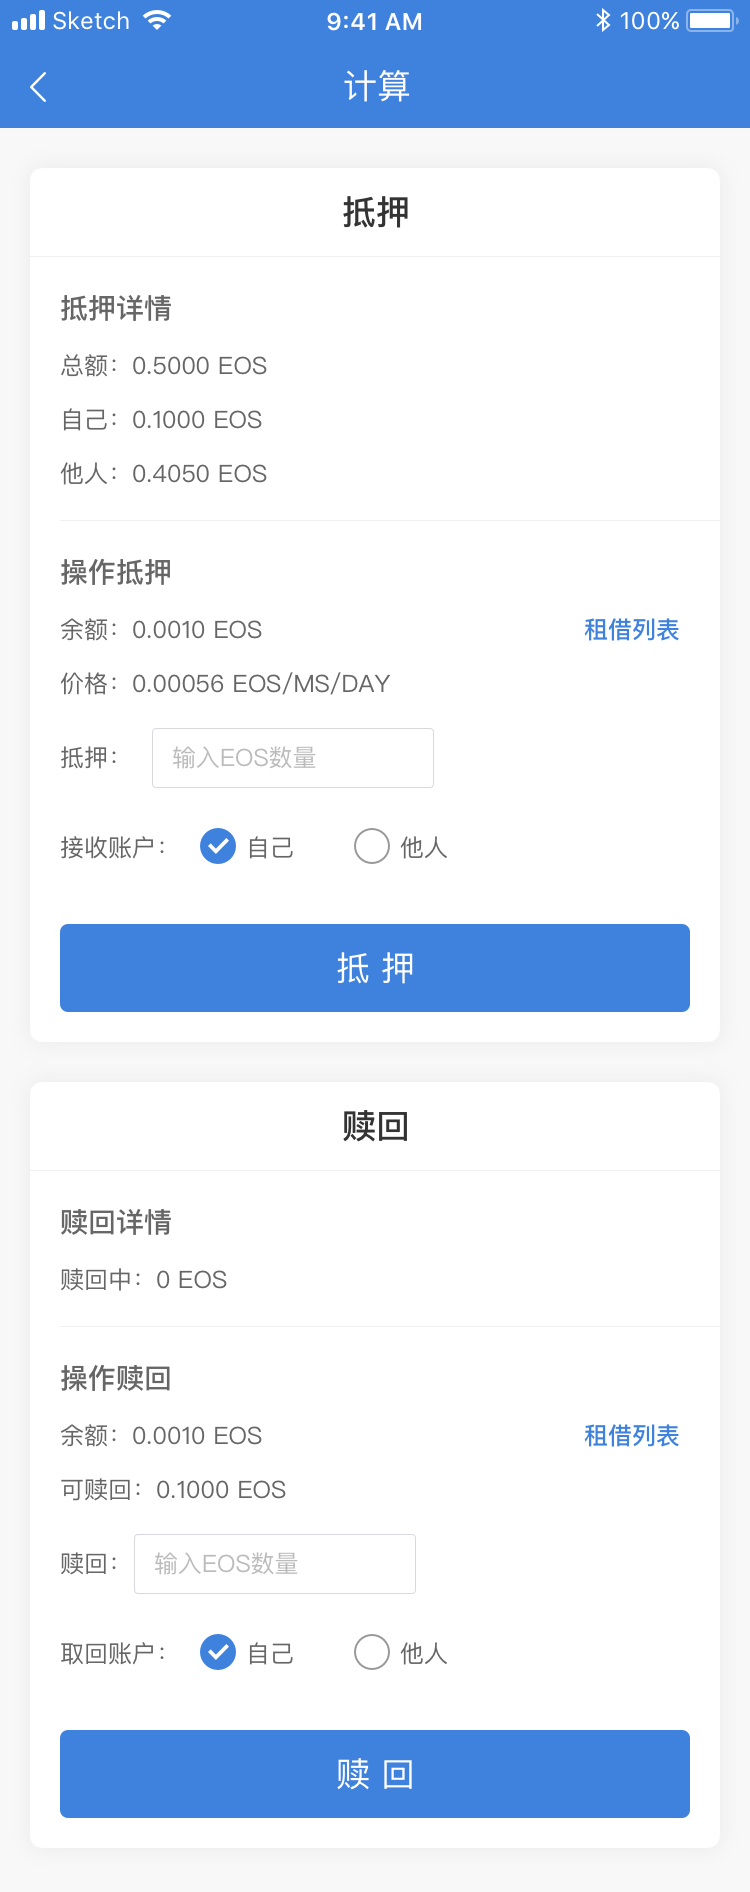 Sketch 9:41 AM 100%
计算
抵押
抵押详情
总额：0.5000 EOS
自己：0.1000 EOS
他人：0.4050 EOS
操作抵押
余额：0.0010 EOS 租借列表
价格：0.00056 EOS/MS/DAY
抵押： 输入EOS数量
接收账户： 自己 他人
抵 押
赎回
赎回详情
赎回中：0 EOS
操作赎回
余额：0.0010 EOS 租借列表
可赎回：0.1000 EOS
赎回： 输入EOS数量
取回账户： 自己 他人
赎 回